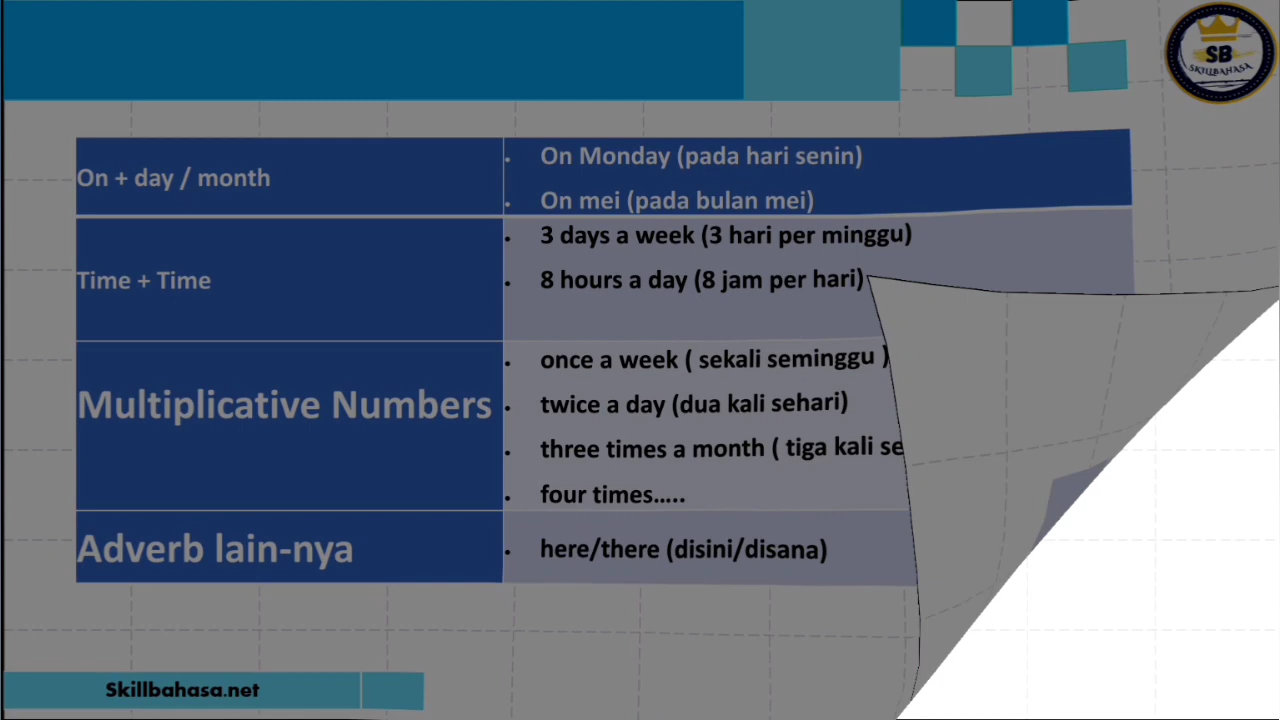 SB
SKILLBAHASA
On + day / month
On Monday (pada hari senin)
On mei (pada bulan mei)
Time + Time
3 days a week (3 hari per minggu)
8 hours a day (8 jam per hari)
Multiplicative Numbers
once a week ( sekali seminggu )
twice a day (dua kali sehari)
three times a month ( tiga kali se
four times…..
Adverb lain-nya
here/there (disini/disana)
Skillbahasa.net